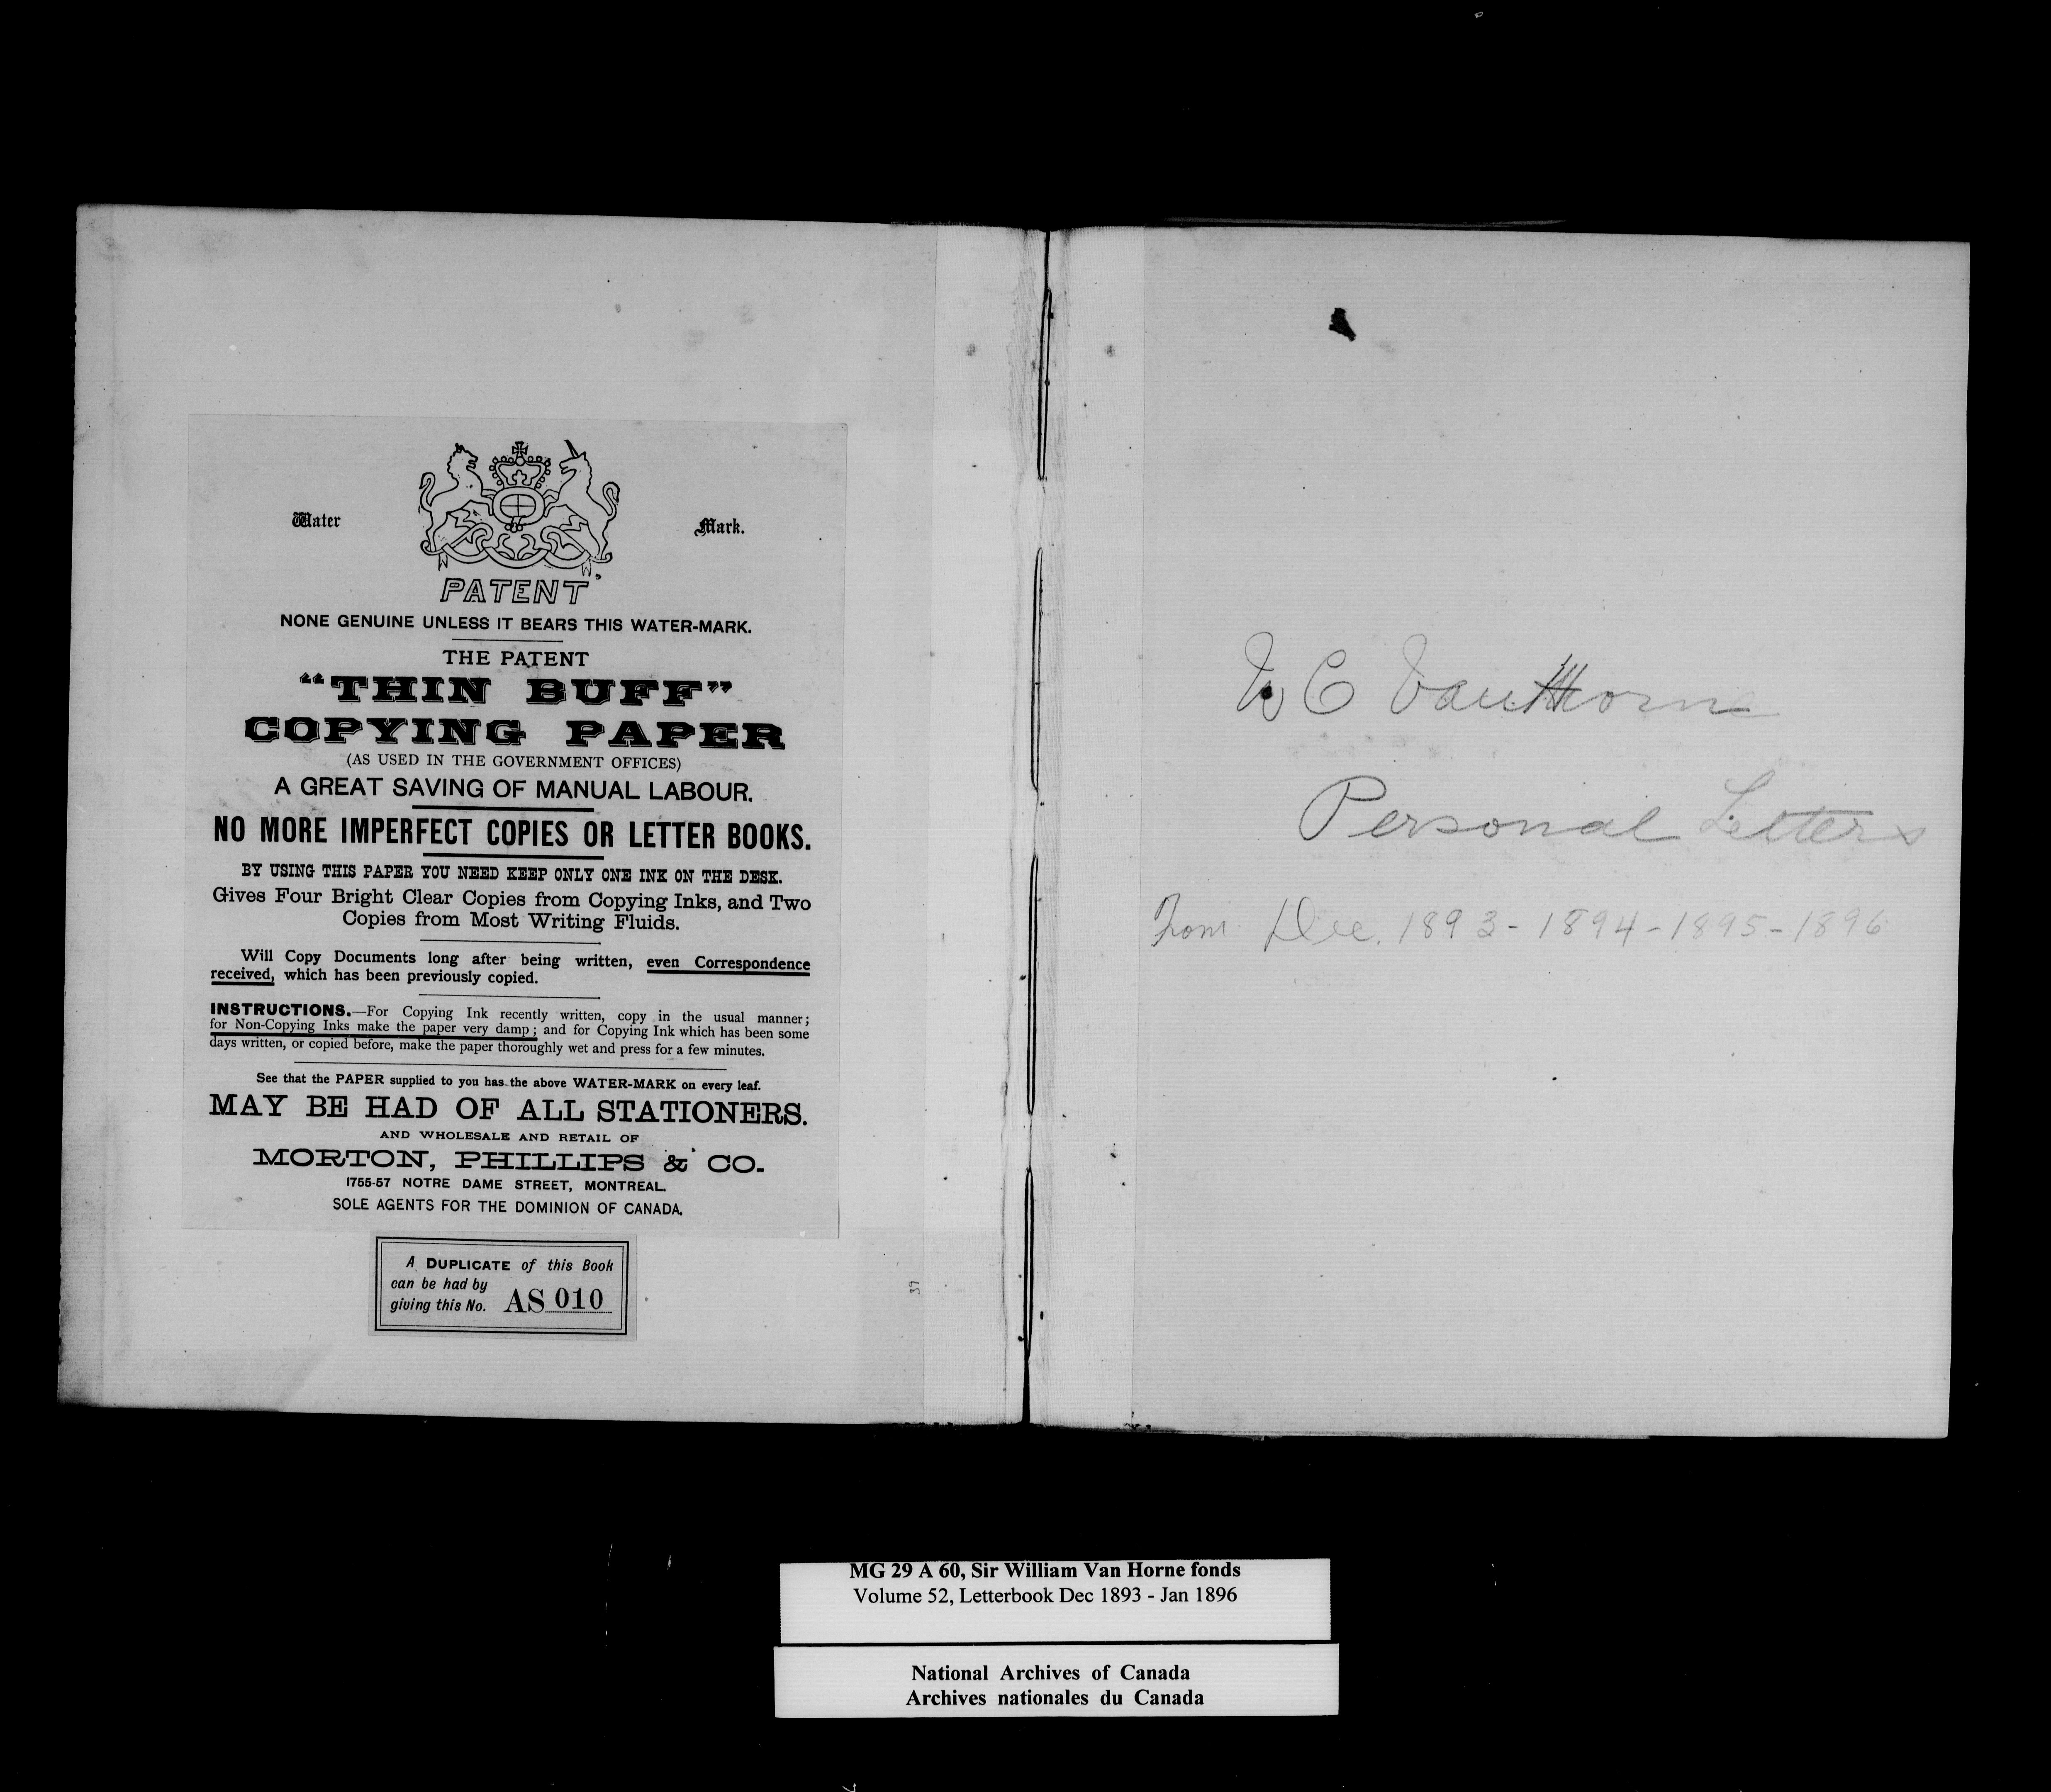 Water Mark.
PATENT
NONE GENUINE UNLESS IT BEARS THIS WATER-MARK.
THE PATENT
“THIN BUFF”
COPYING PAPER
(AS USED IN THE GOVERNMENT OFFICES)
A GREAT SAVING OF MANUAL LABOUR.
NO MORE IMPERFECT COPIES OR LETTER BOOKS.
BY USING THIS PAPER YOU NEED KEEP ONLY ONE INK ON THE DESK.
Gives Four Bright Clear Copies from Copying Inks, and Two
Copies from Most Writing Fluids.
Will Copy Documents long after being written, even Correspondence
received, which has been previously copied.
INSTRUCTIONS.—For Copying Ink recently written, copy in the usual manner;
for Non-Copying Inks make the paper very damp; and for Copying Ink which has been some
days written, or copied before, make the paper thoroughly wet and press for a few minutes.
See that the PAPER supplied to you has the above WATER-MARK on every leaf.
MAY BE HAD OF ALL STATIONERS.
AND WHOLESALE AND RETAIL OF
MORTON, PHILLIPS & CO.
1755-57 NOTRE DAME STREET, MONTREAL.
SOLE AGENTS FOR THE DOMINION OF CANADA.
A DUPLICATE of this Book
can be had by
giving this No. AS 010
37
W C Van Horne
Personal Letters
From Dec. 1893-1894-1895-1896
MG 29 A 60, Sir William Van Horne fonds
Volume 52, Letterbook Dec 1893 - Jan 1896
National Archives of Canada
Archives nationales du Canada